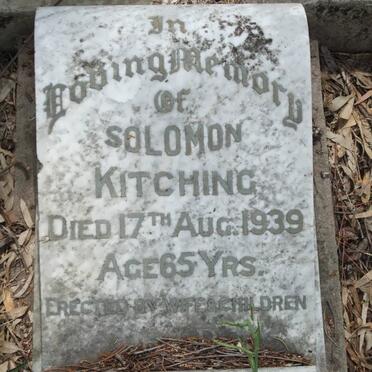 In
Loving Memory
Of
SOLOMON
KITCHING
DIED 17TH AUG. 1939
AGE 65 YRS.
ERECTED BY WIFE & CHILDREN